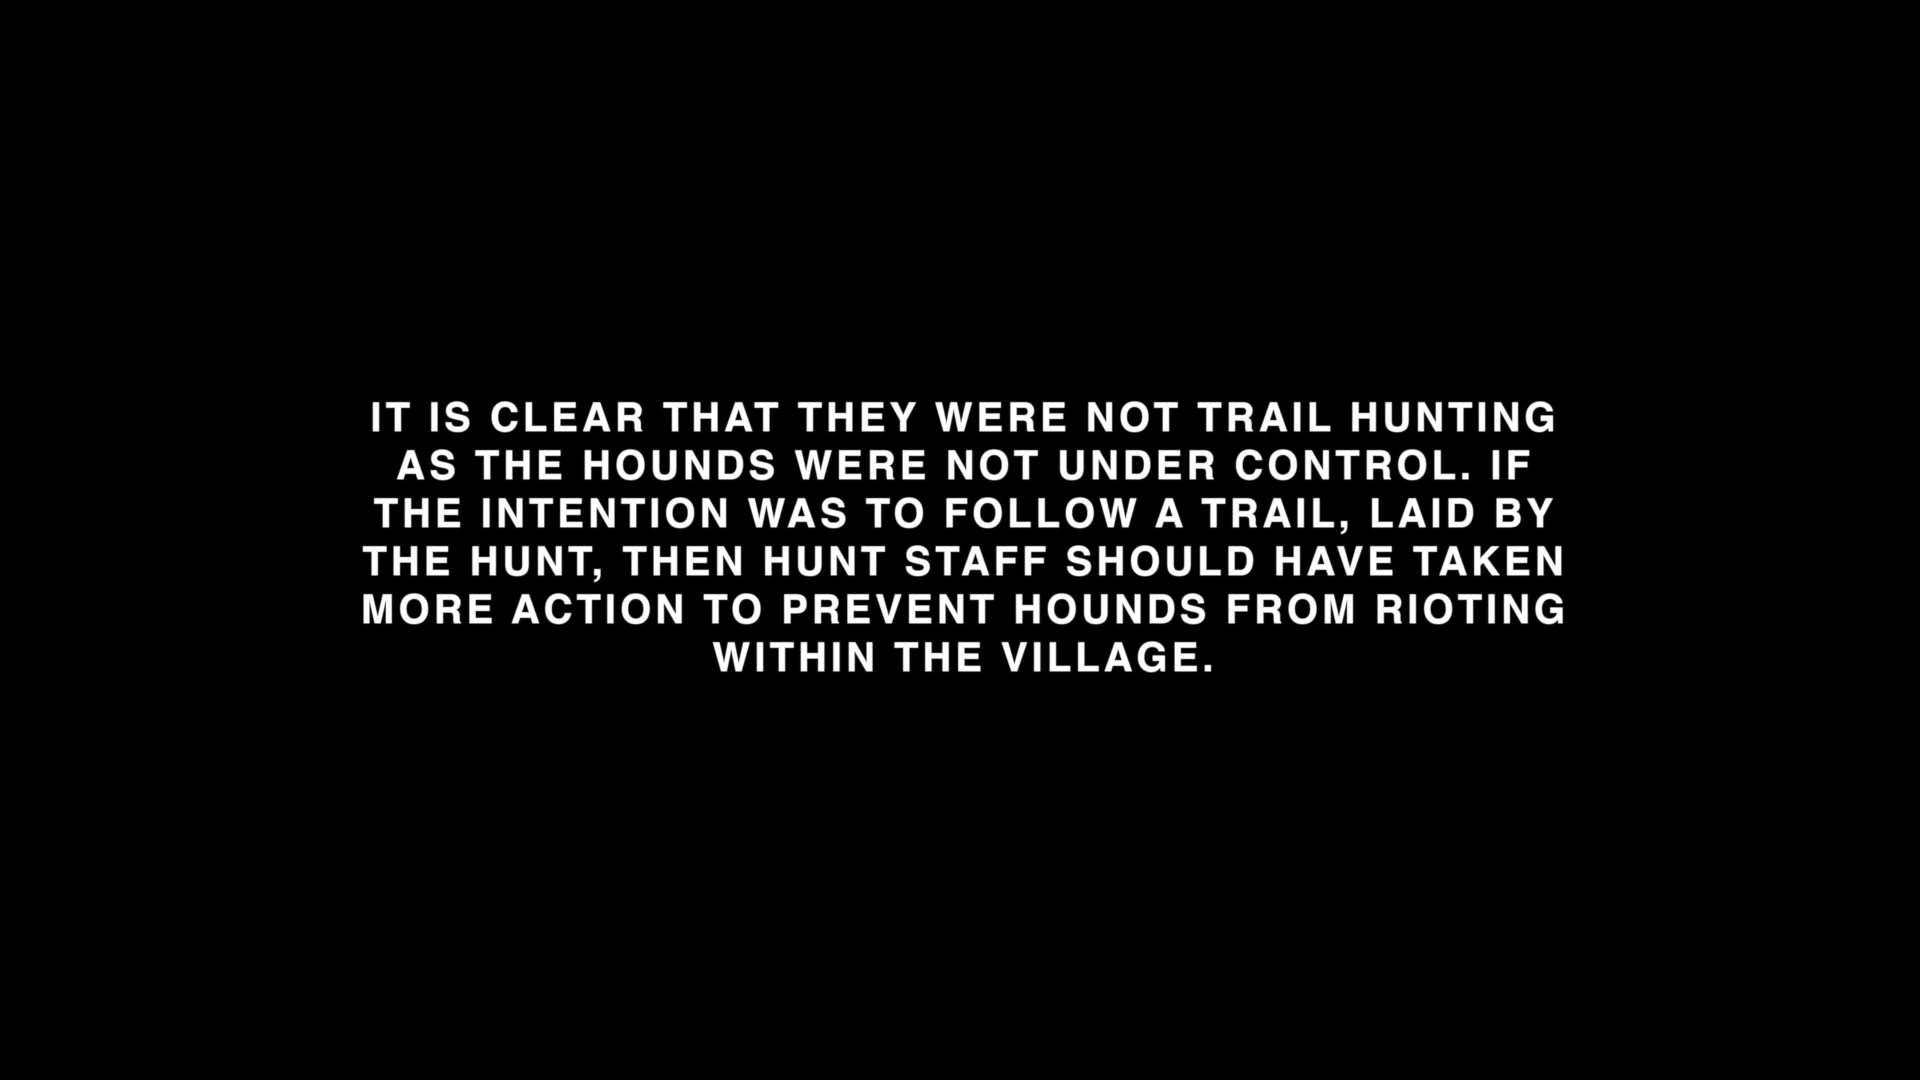 IT IS CLEAR THAT THEY WERE NOT TRAIL HUNTING
AS THE HOUNDS WERE NOT UNDER CONTROL. IF
THE INTENTION WAS TO FOLLOW A TRAIL, LAID BY
THE HUNT, THEN HUNT STAFF SHOULD HAVE TAKEN
MORE ACTION TO PREVENT HOUNDS FROM RIOTING
WITHIN THE VILLAGE.